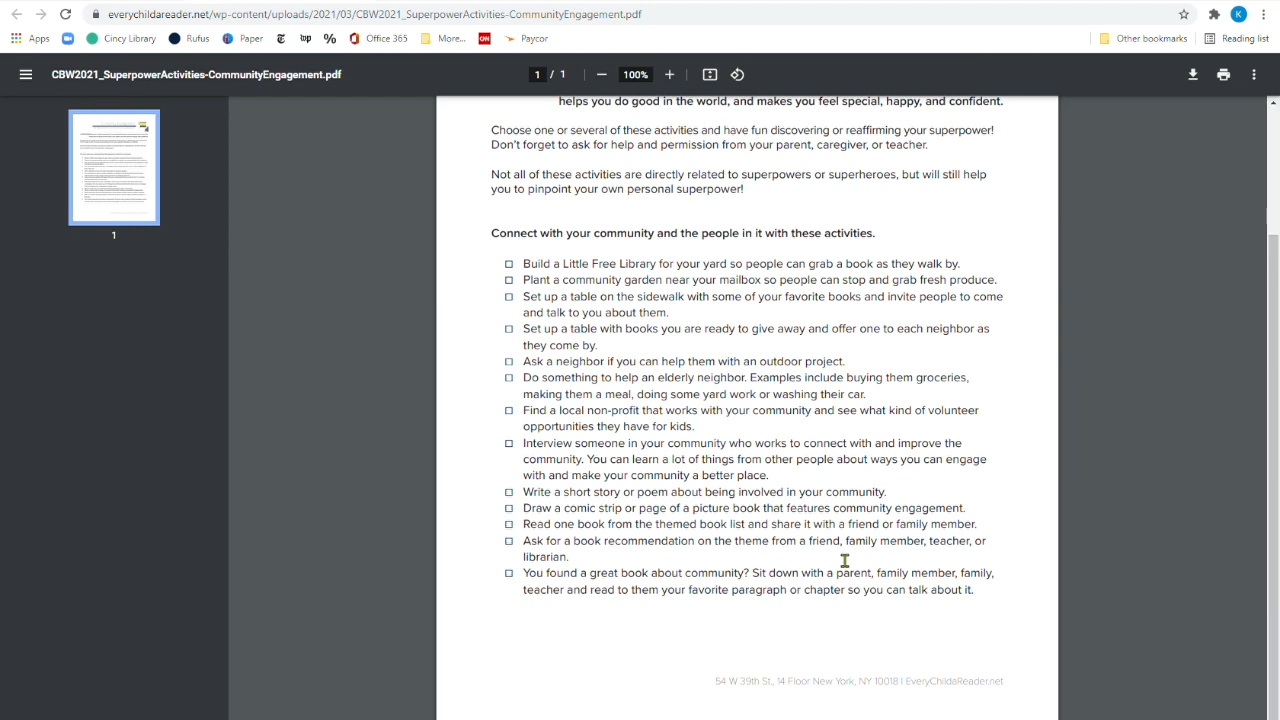 everychildareader.net/wp-content/uploads/2021/03/CBW2021_SuperpowerActivities-CommunityEngagement.pdf
K
Apps
Cincy Library
Rufus
Paper
wp
%
Office 365
More...
CNN
Paycor
Other bookmarks
Reading list
CBW2021_SuperpowerActivities-CommunityEngagement.pdf
1 / 1
100%
helps you do good in the world, and makes you feel special, happy, and confident.
Choose one or several of these activities and have fun discovering or reaffirming your superpower!
Don't forget to ask for help and permission from your parent, caregiver, or teacher.
Not all of these activities are directly related to superpowers or superheroes, but will still help
you to pinpoint your own personal superpower!
1
Connect with your community and the people in it with these activities.
Build a Little Free Library for your yard so people can grab a book as they walk by.
Plant a community garden near your mailbox so people can stop and grab fresh produce.
Set up a table on the sidewalk with some of your favorite books and invite people to come
and talk to you about them.
Set up a table with books you are ready to give away and offer one to each neighbor as
they come by.
Ask a neighbor if you can help them with an outdoor project.
Do something to help an elderly neighbor. Examples include buying them groceries,
making them a meal, doing some yard work or washing their car.
Find a local non-profit that works with your community and see what kind of volunteer
opportunities they have for kids.
Interview someone in your community who works to connect with and improve the
community. You can learn a lot of things from other people about ways you can engage
with and make your community a better place.
Write a short story or poem about being involved in your community.
Draw a comic strip or page of a picture book that features community engagement.
Read one book from the themed book list and share it with a friend or family member.
Ask for a book recommendation on the theme from a friend, family member, teacher, or
librarian.
You found a great book about community? Sit down with a parent, family member, family,
teacher and read to them your favorite paragraph or chapter so you can talk about it.
54 W 39th St., 14 Floor New York, NY 10018 | EveryChildaReader.net